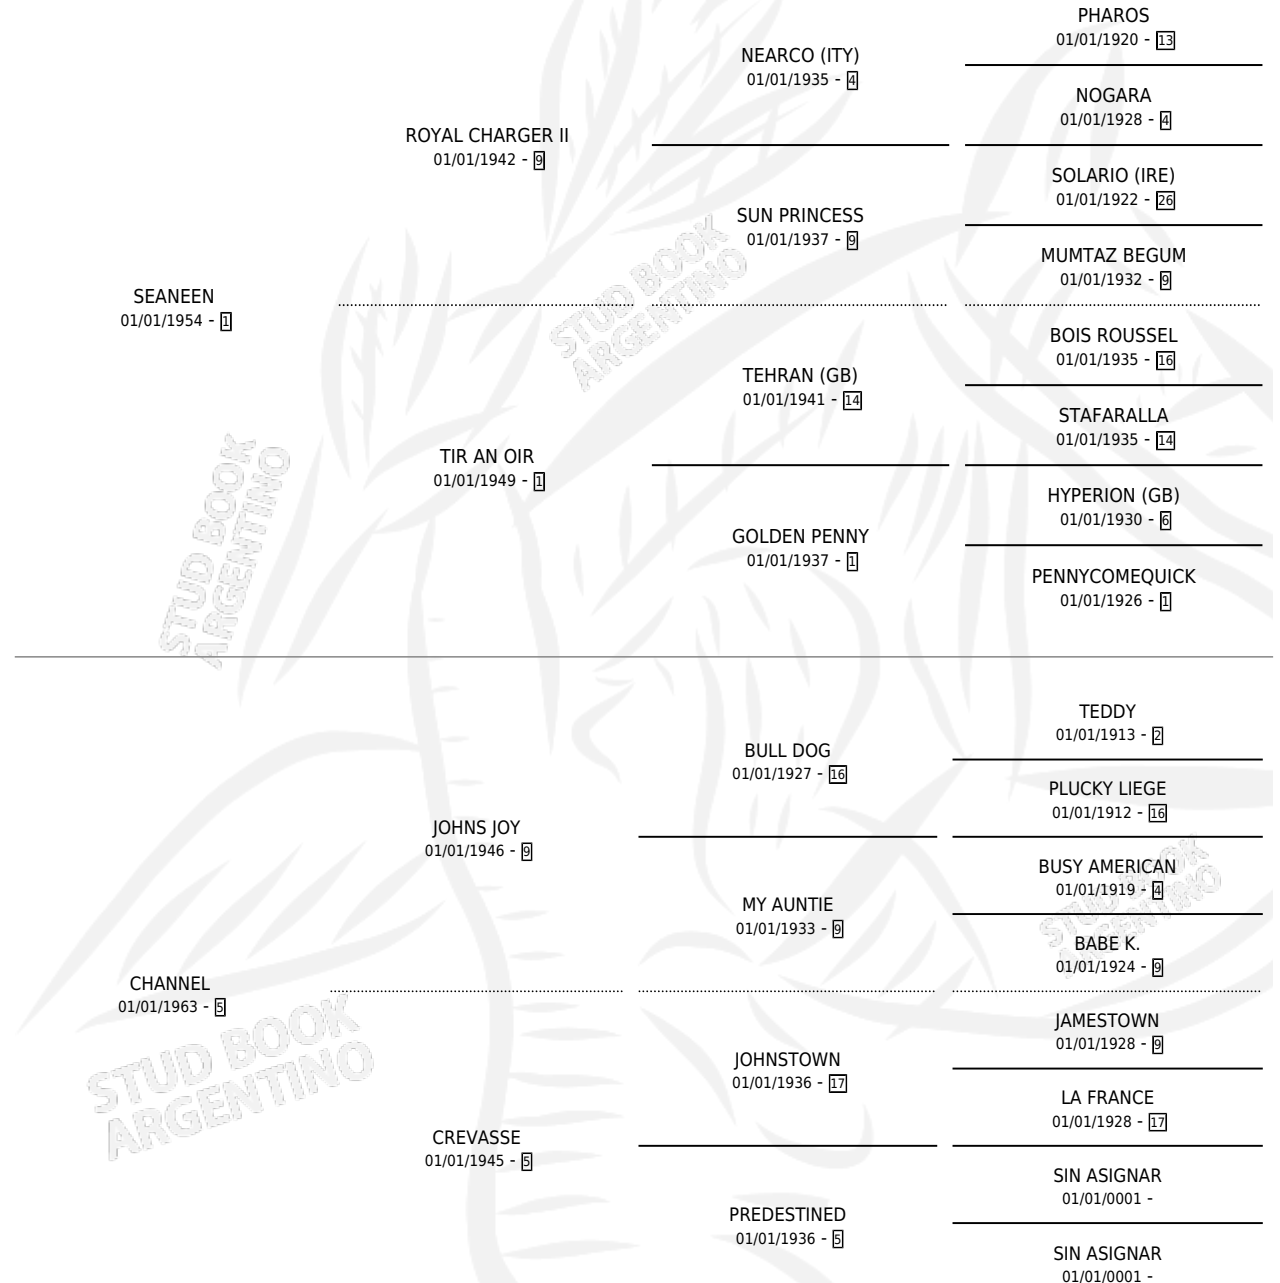 PHAROS
01/01/1920 - 13
NEARCO (ITY)
01/01/1935 - 4
NOGARA
01/01/1928 - 4
ROYAL CHARGER II
01/01/1942 - 9
SOLARIO (IRE)
01/01/1922 - 26
SUN PRINCESS
01/01/1937 - 9
MUMTAZ BEGUM
01/01/1932 - 9
SEANEEN
01/01/1954 - 1
BOIS ROUSSEL
01/01/1935 - 16
TEHRAN (GB)
01/01/1941 - 14
STAFARALLA
01/01/1935 - 14
TIR AN OIR
01/01/1949 - 1
HYPERION (GB)
01/01/1930 - 6
GOLDEN PENNY
01/01/1937 - 1
PENNYCOMEQUICK
01/01/1926 - 1
TEDDY
01/01/1913 - 2
BULL DOG
01/01/1927 - 16
PLUCKY LIEGE
01/01/1912 - 16
JOHNS JOY
01/01/1946 - 9
BUSY AMERICAN
01/01/1919 - 4
MY AUNTIE
01/01/1933 - 9
BABE K.
01/01/1924 - 9
CHANNEL
01/01/1963 - 5
JAMESTOWN
01/01/1928 - 9
JOHNSTOWN
01/01/1936 - 17
LA FRANCE
01/01/1928 - 17
CREVASSE
01/01/1945 - 5
SIN ASIGNAR
01/01/0001 -
PREDESTINED
01/01/1936 - 5
SIN ASIGNAR
01/01/0001 -
STUD BOOK
ARGENTINO
STUD BOOK
ARGENTINO
STUD BOOK
ARGENTINO
STUD BOOK
ARGENTINO